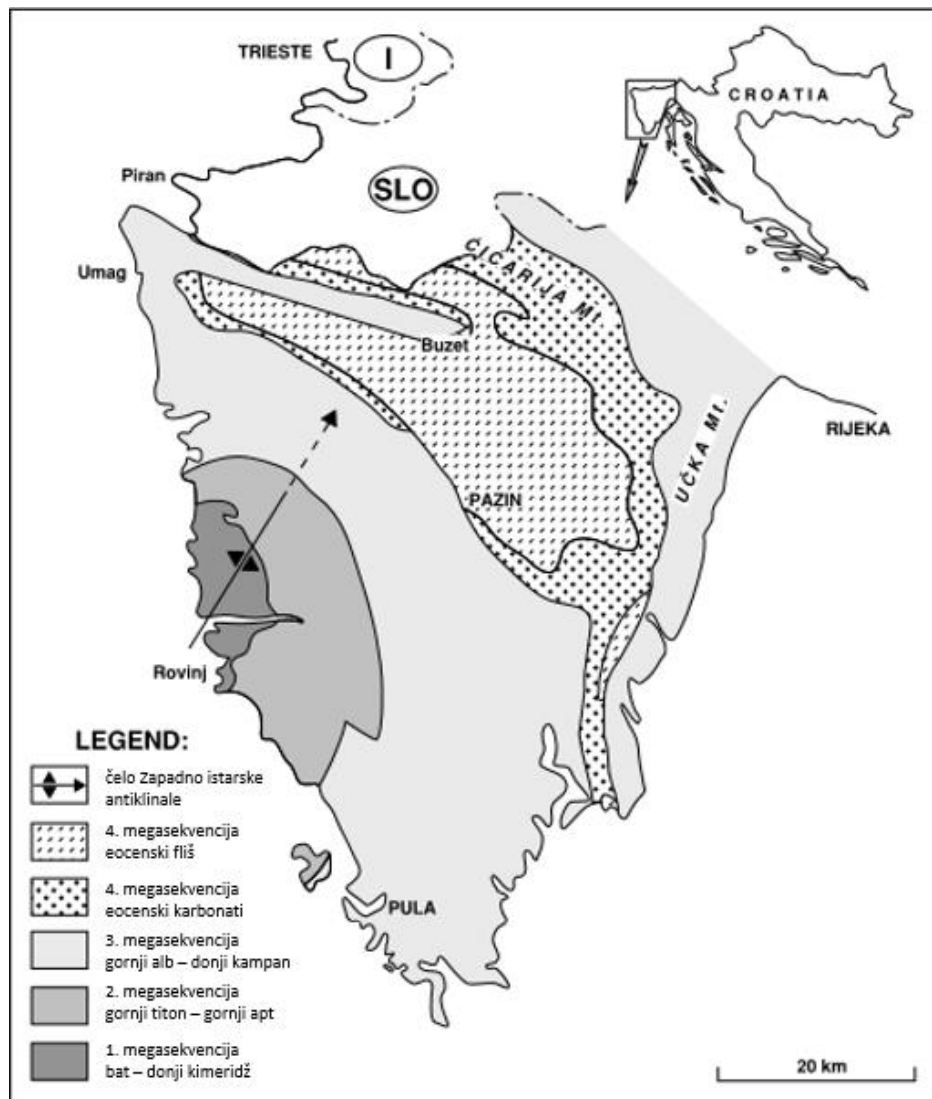 TRIESTE
I
CROATIA
Piran
SLO
ĆIĆARIJA Mt.
Umag
Buzet
UČKA Mt.
RIJEKA
PAZIN
Rovinj
PULA
LEGEND:
čelo Zapadno istarske
antiklinale
4. megasekvencija
eocenski fliš
4. megasekvencija
eocenski karbonati
3. megasekvencija
gornji alb – donji kampan
2. megasekvencija
gornji titon – gornji apt
1. megasekvencija
bat – donji kimeridž
20 km